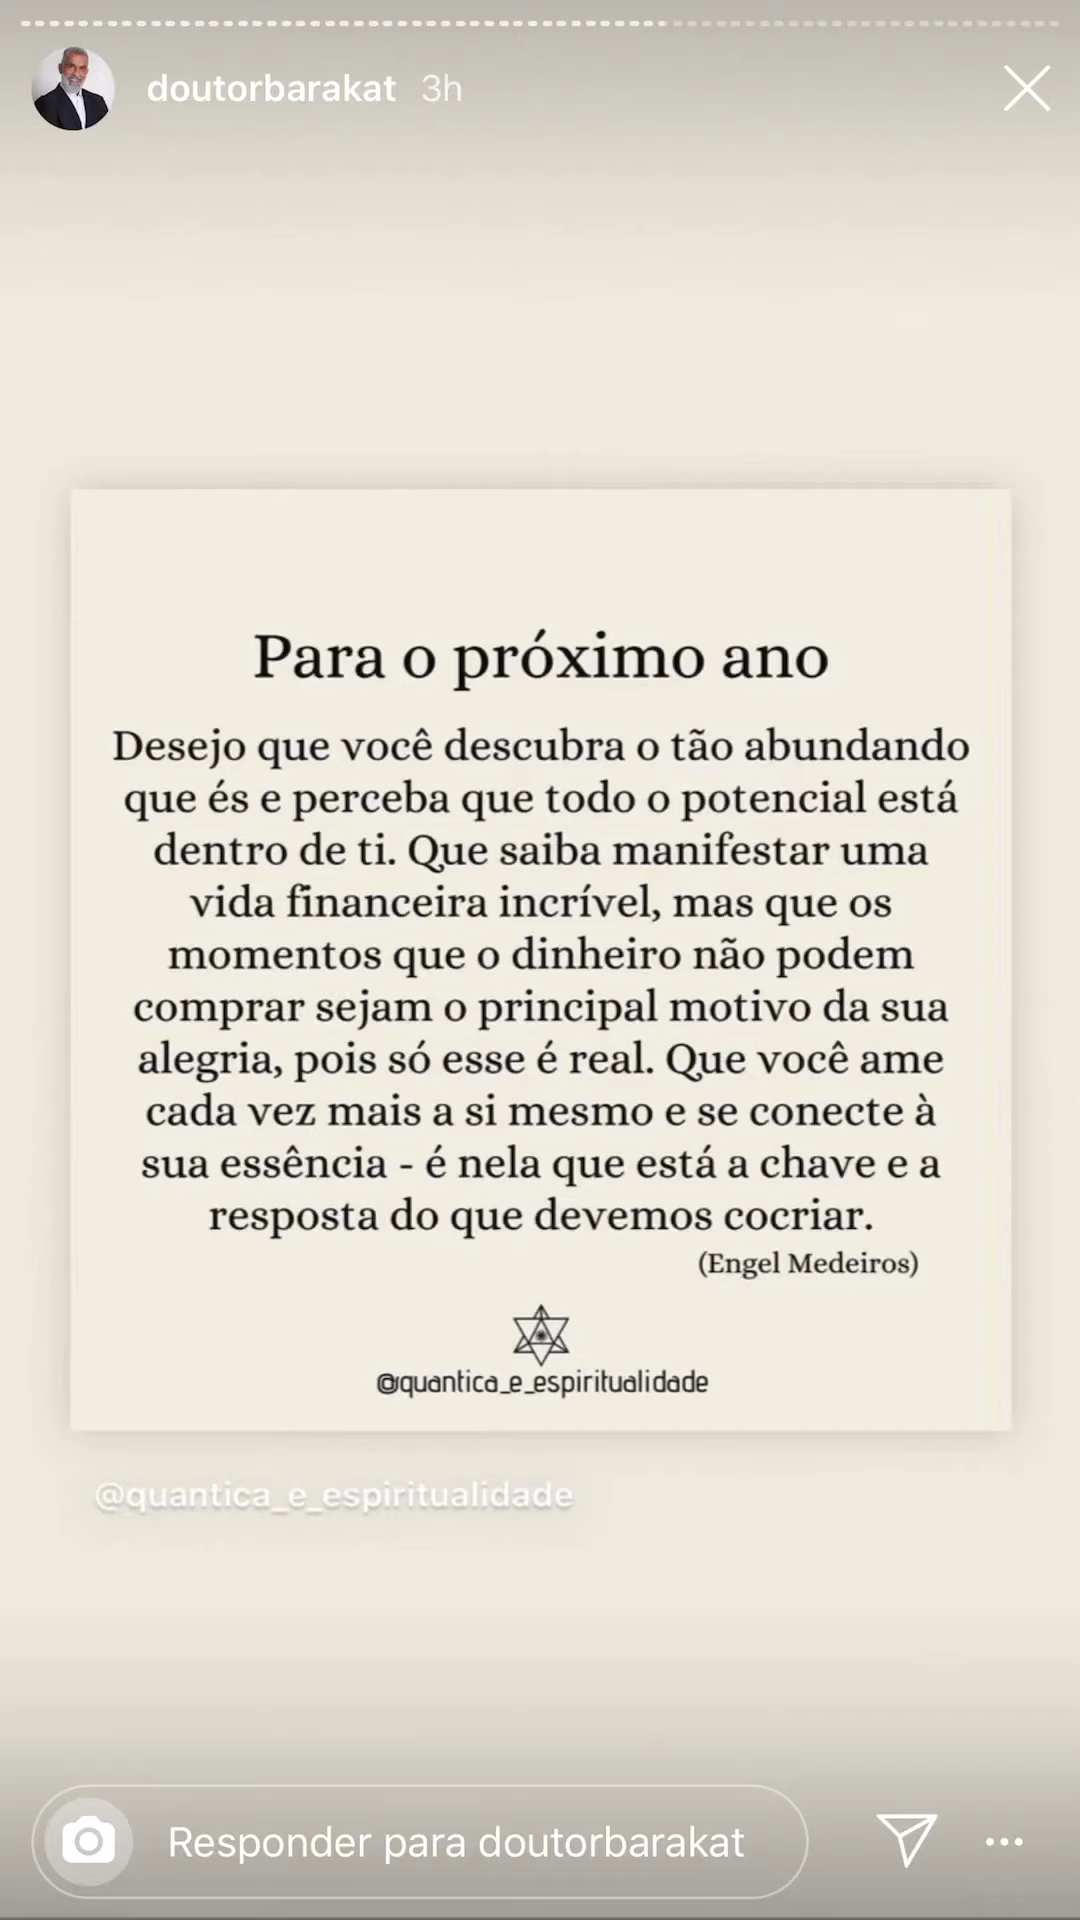 doutorbarakat 3h
Para o próximo ano
Desejo que você descubra o tão abundando
que és e perceba que todo o potencial está
dentro de ti. Que saiba manifestar uma
vida financeira incrível, mas que os
momentos que o dinheiro não podem
comprar sejam o principal motivo da sua
alegria, pois só esse é real. Que você ame
cada vez mais a si mesmo e se conecte à
sua essência - é nela que está a chave e a
resposta do que devemos cocriar.
(Engel Medeiros)
@quantica_e_espiritualidade
@quantica_e_espiritualidade
Responder para doutorbarakat